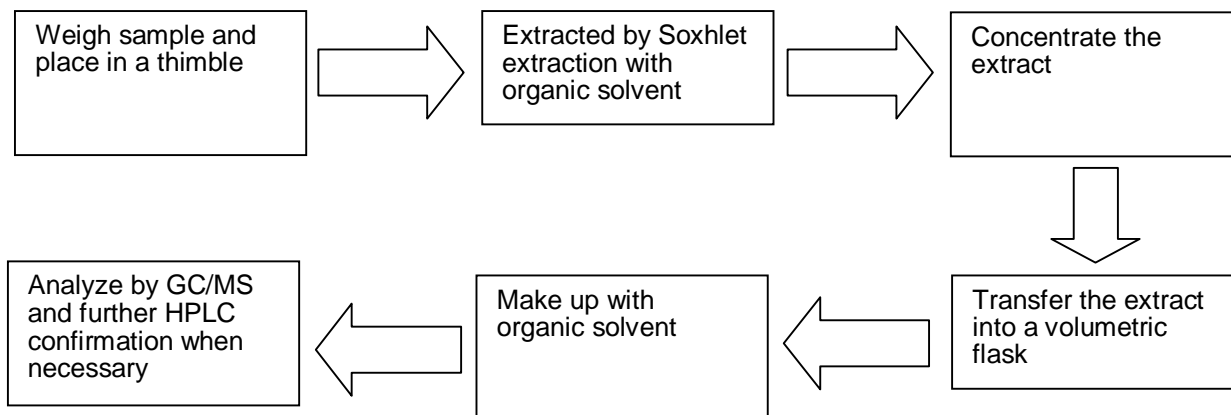 Weigh sample and
place in a thimble
Extracted by Soxhlet
extraction with
organic solvent
Concentrate the
extract
Transfer the extract
into a volumetric
flask
Make up with
organic solvent
Analyze by GC/MS
and further HPLC
confirmation when
necessary